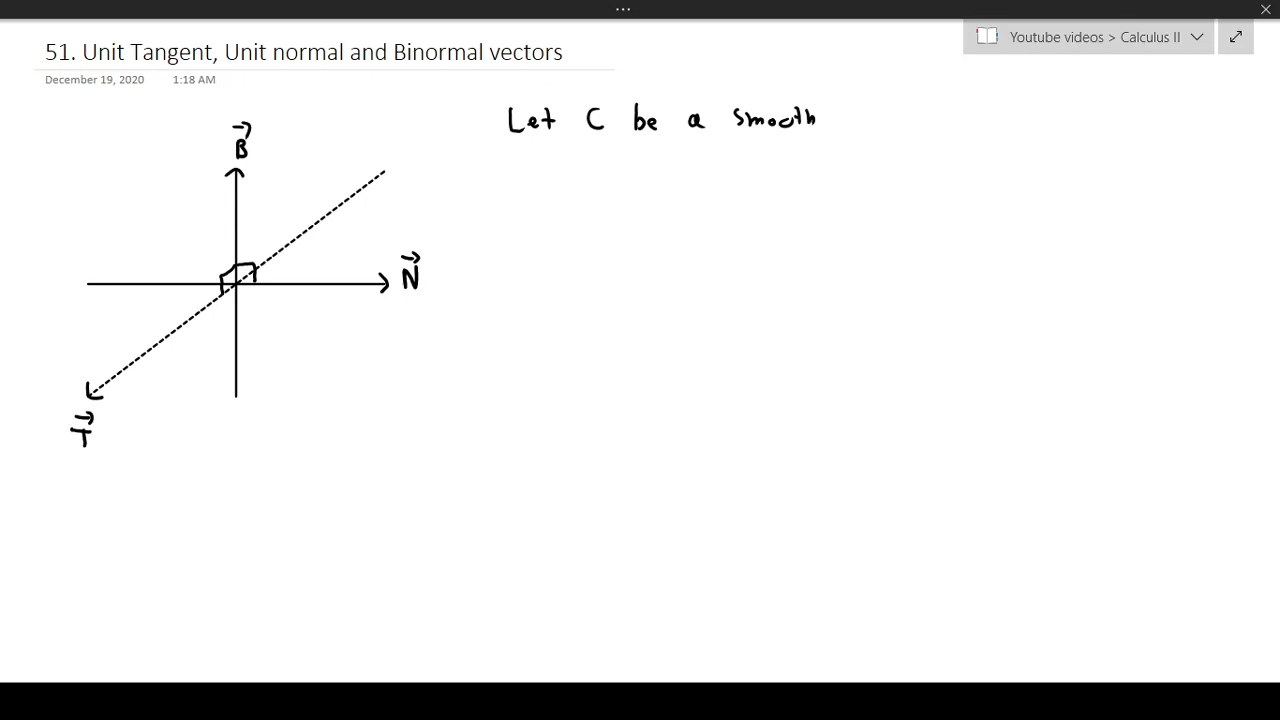 ...
Youtube videos > Calculus II
51. Unit Tangent, Unit normal and Binormal vectors
December 19, 2020 1:18 AM
Let C be a smooth
B
N
T